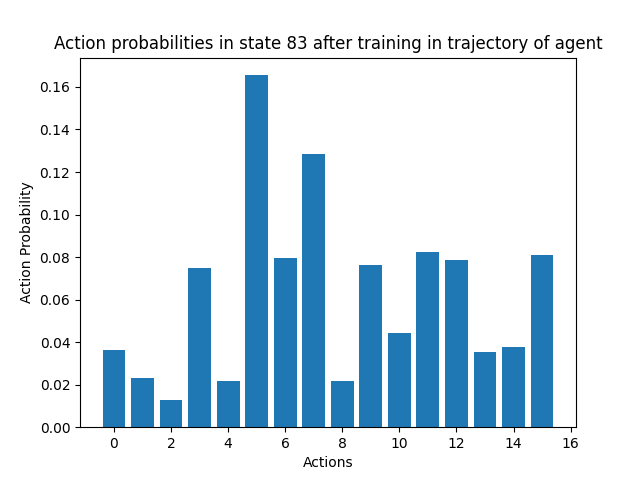 Action probabilities in state 83 after training in trajectory of agent
0.16
0.14
0.12
0.10
0.08
0.06
0.04
0.02
0.00
Action Probability
0 2 4 6 8 10 12 14 16
Actions